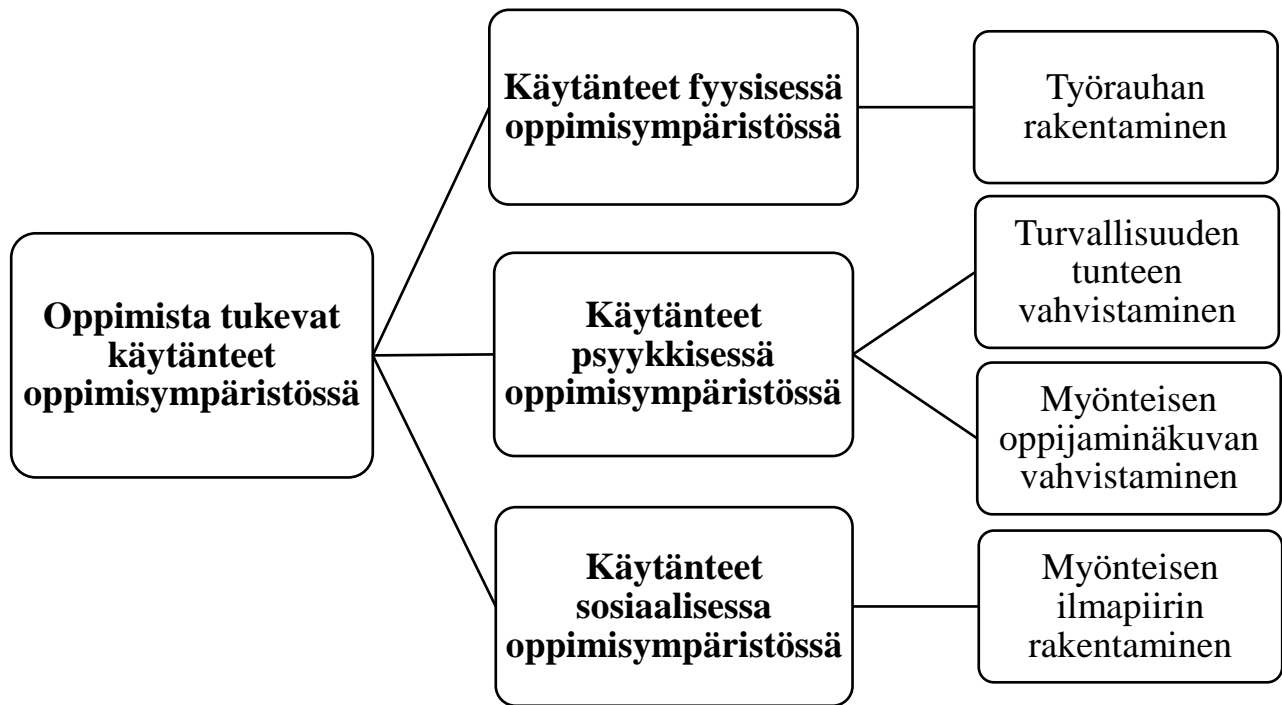 Oppimista tukevat
käytänteet
oppimisympäristössä
Käytänteet fyysisessä
oppimisympäristössä
Työrauhan
rakentaminen
Käytänteet
psyykkisessä
oppimisympäristössä
Turvallisuuden
tunteen
vahvistaminen
Myönteisen
oppijaminäkuvan
vahvistaminen
Käytänteet
sosiaalisessa
oppimisympäristössä
Myönteisen
ilmapiirin
rakentaminen